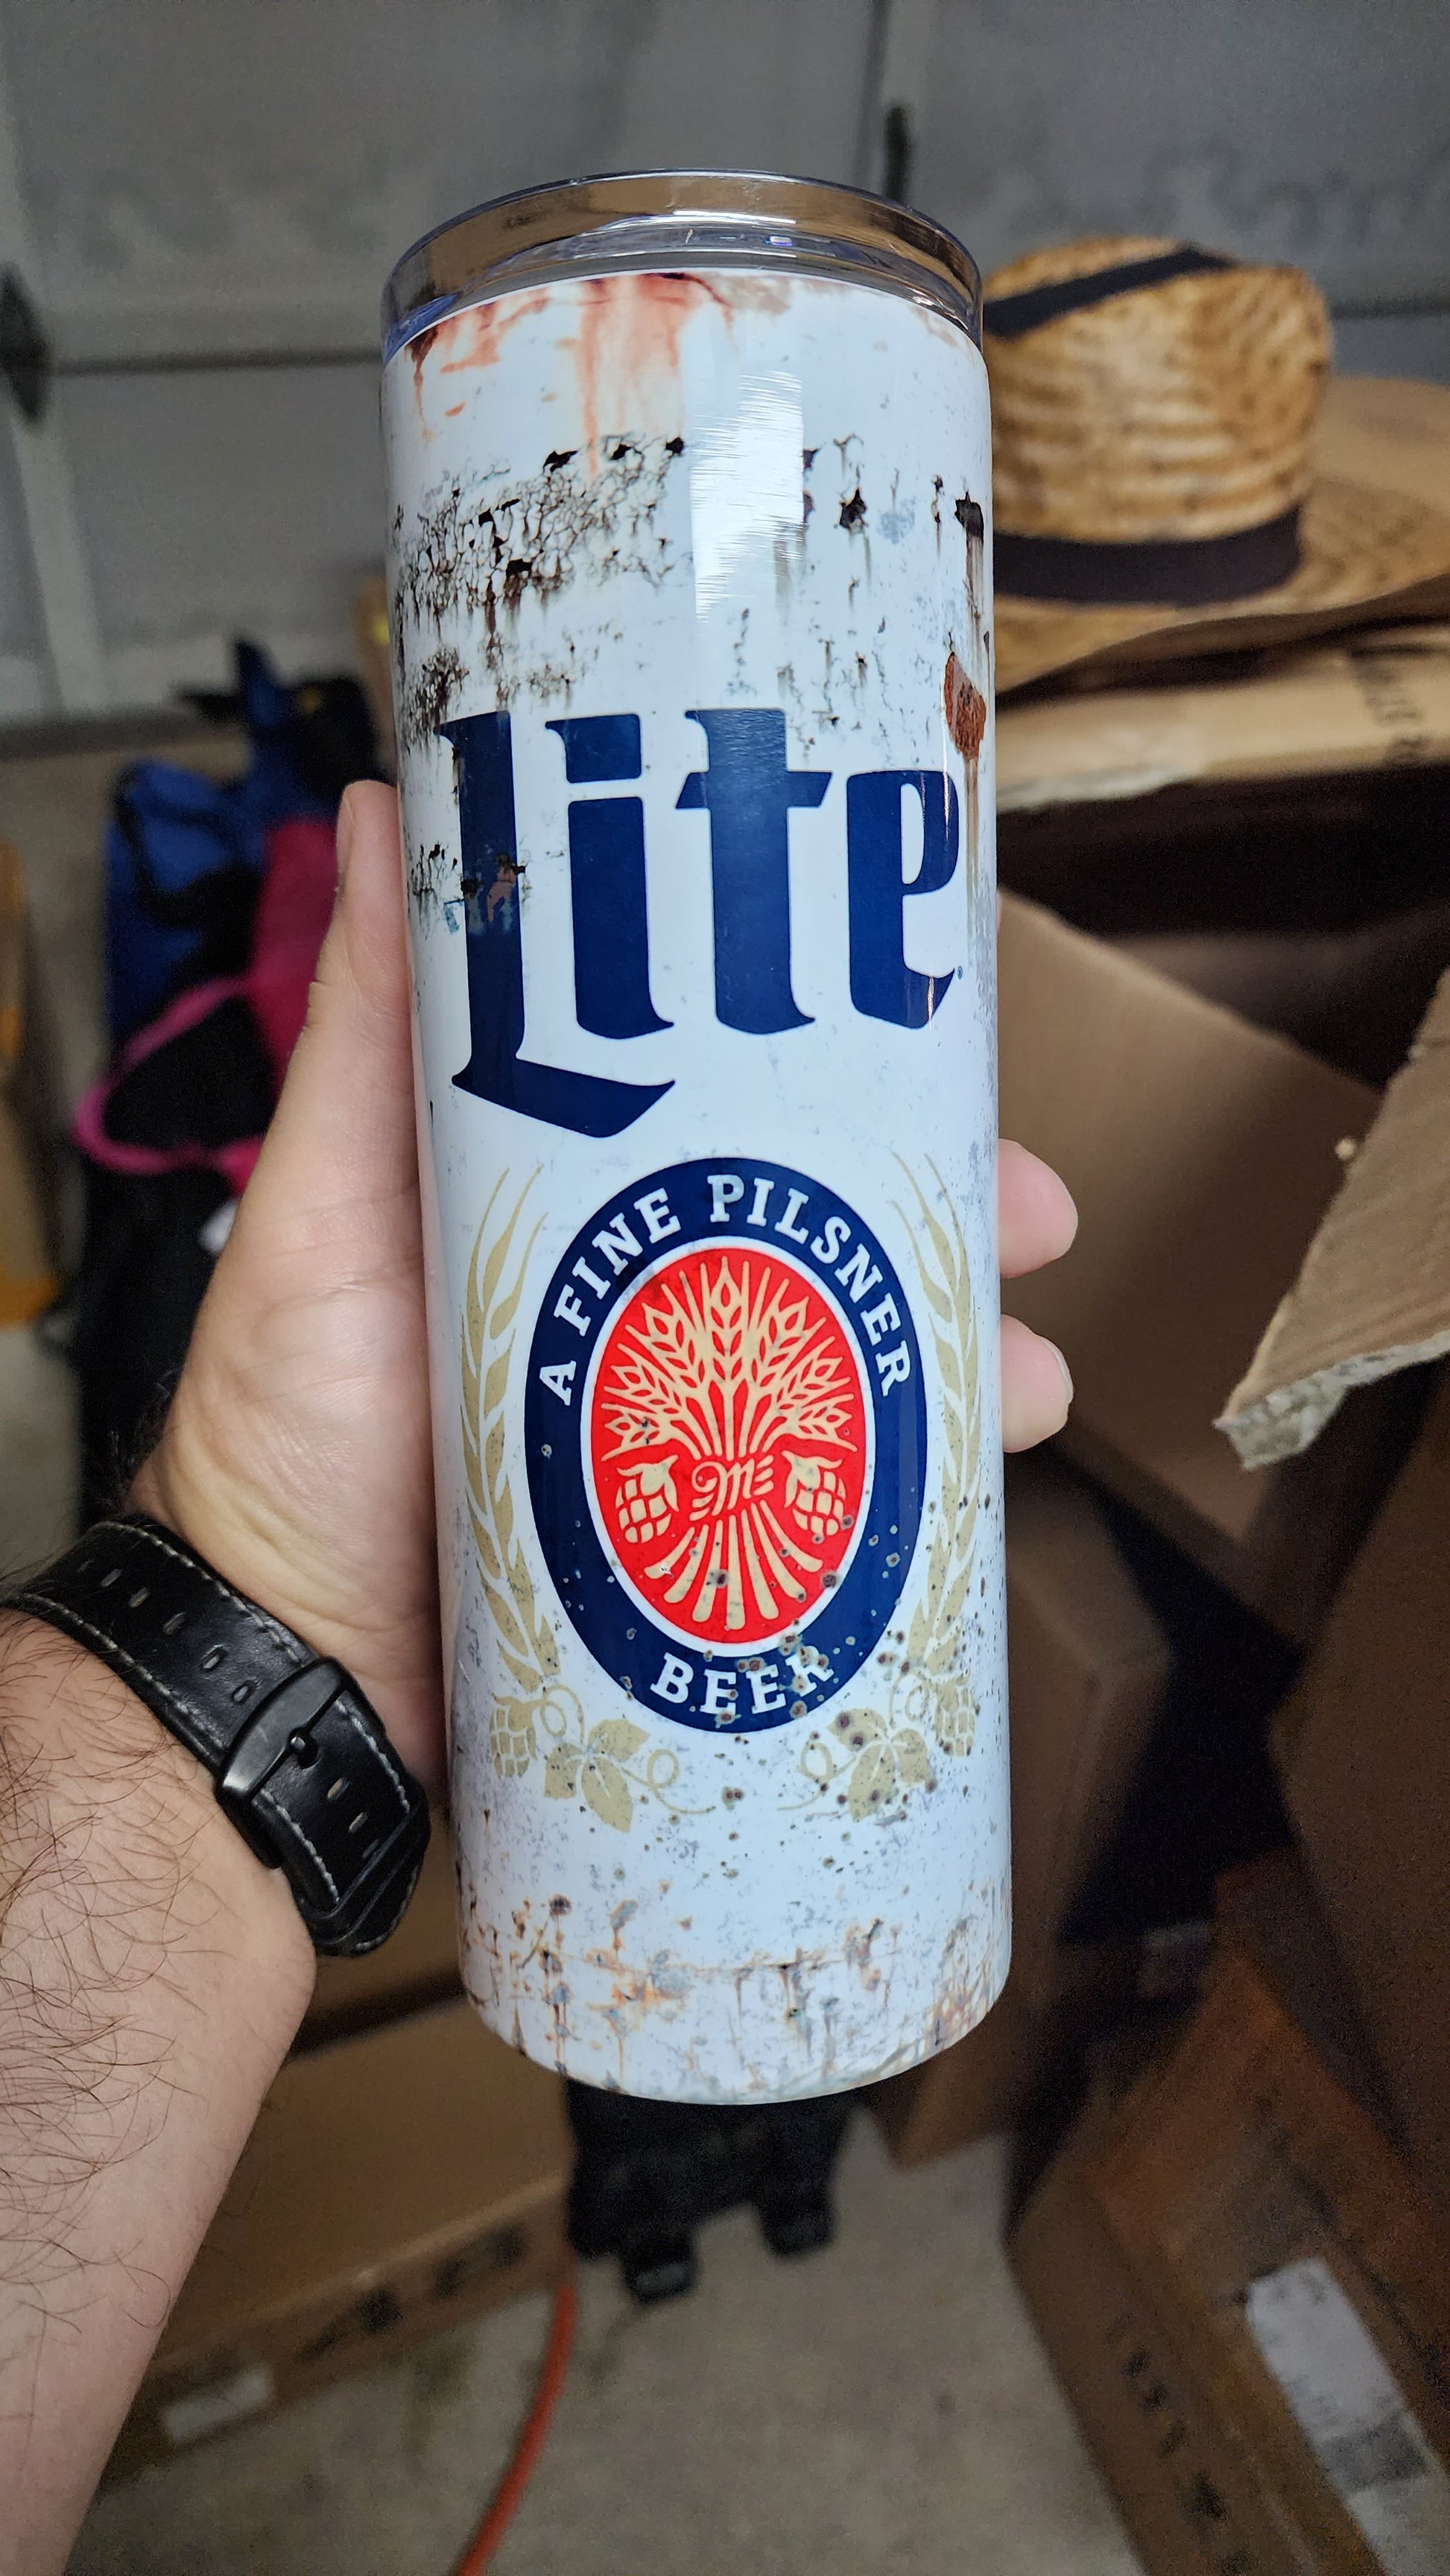 Lite
A FINE PILSNER
M
BEER